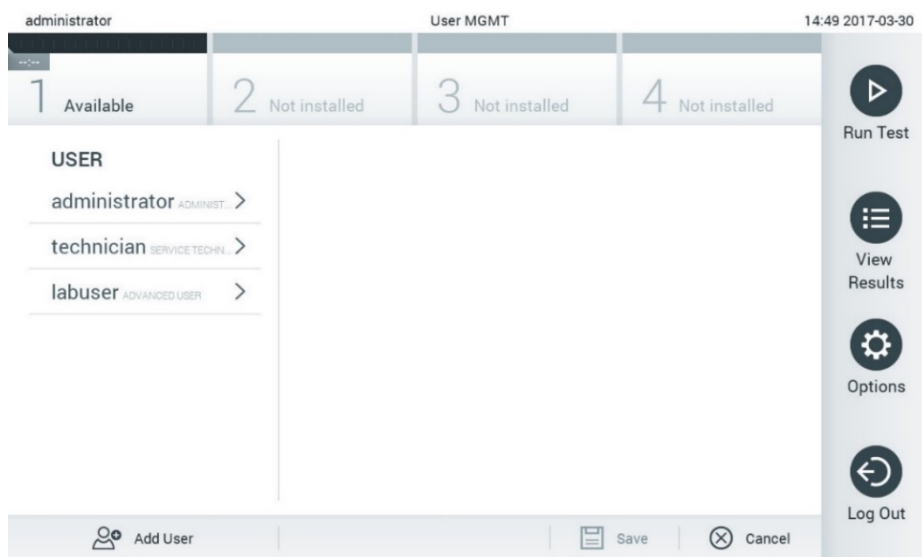 administrator User MGMT 14:49 2017-03-30
--:--
1 Available 2 Not installed 3 Not installed 4 Not installed
Run Test
USER
administrator ADMINIST...
technician SERVICE TECHN...
labuser ADVANCED USER
View
Results
Options
Log Out
Add User Save Cancel